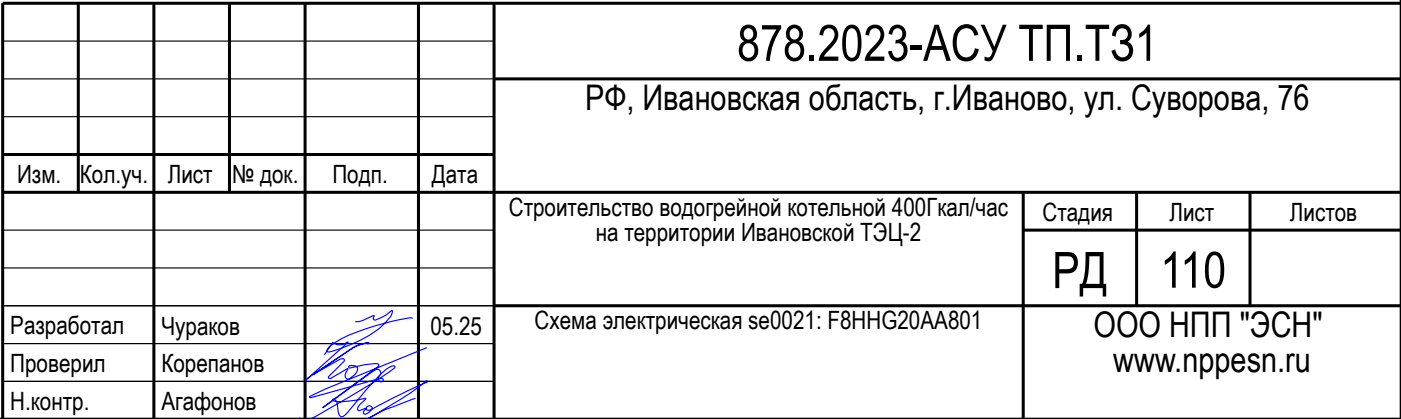 878.2023-АСУ ТП.ТЗ1
РФ, Ивановская область, г.Иваново, ул. Суворова, 76
Изм. Кол.уч. Лист № док. Подп. Дата
Строительство водогрейной котельной 400Гкал/час
на территории Ивановской ТЭЦ-2
Стадия Лист Листов
РД 110
Разработал Чураков 05.25
Проверил Корепанов
Н.контр. Агафонов
Схема электрическая se0021: F8HHG20AA801
ООО НПП "ЭСН"
www.nppesn.ru